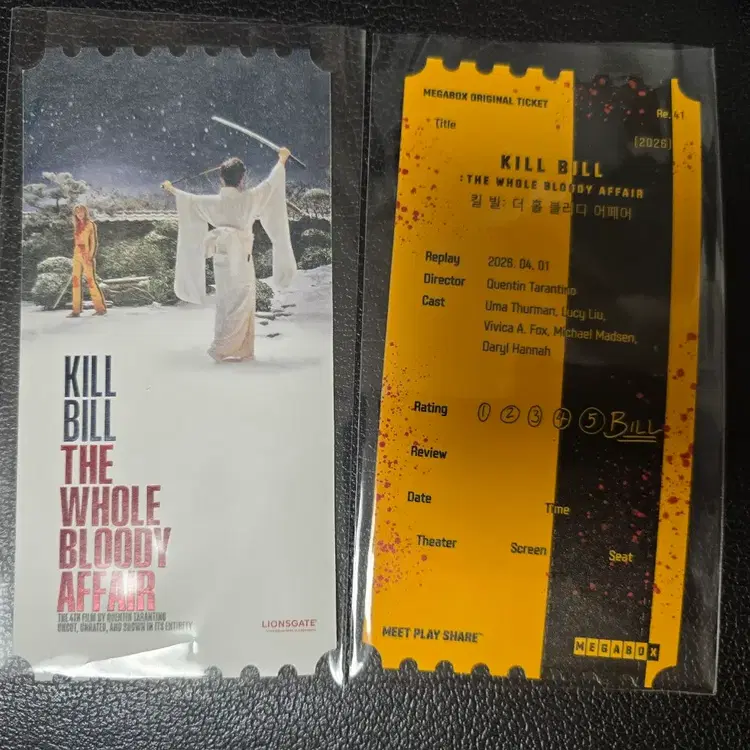 KILL
BILL
THE
WHOLE
BLOODY
AFFAIR
THE 4TH FILM BY QUENTIN TARANTINO
UNCUT, UNRATED, AND SHOWN IN ITS ENTIRETY
LIONSGATE
MEGABOX ORIGINAL TICKET
Re. 41
Title
(2026)
KILL BILL
: THE WHOLE BLOODY AFFAIR
킬 빌: 더 홀 블러디 어페어
Replay 2026. 04. 01
Director Quentin Tarantino
Cast Uma Thurman, Lucy Liu,
Vivica A. Fox, Michael Madsen,
Daryl Hannah
Rating 1 2 3 4 5 BILL
Review
Date Time
Theater Screen Seat
MEET PLAY SHARE™
MEGABOX